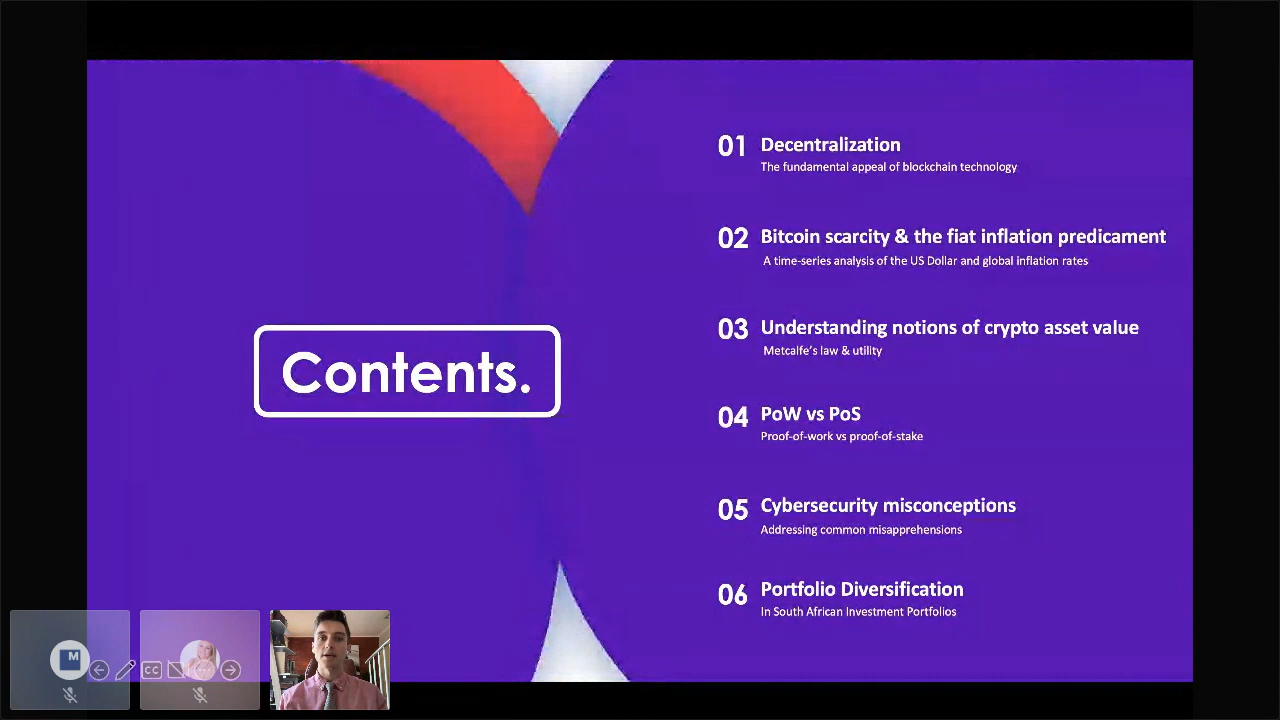 Contents.
01 Decentralization
The fundamental appeal of blockchain technology
02 Bitcoin scarcity & the fiat inflation predicament
A time-series analysis of the US Dollar and global inflation rates
03 Understanding notions of crypto asset value
Metcalfe's law & utility
04 PoW vs PoS
Proof-of-work vs proof-of-stake
05 Cybersecurity misconceptions
Addressing common misapprehensions
06 Portfolio Diversification
In South African Investment Portfolios
M
CC